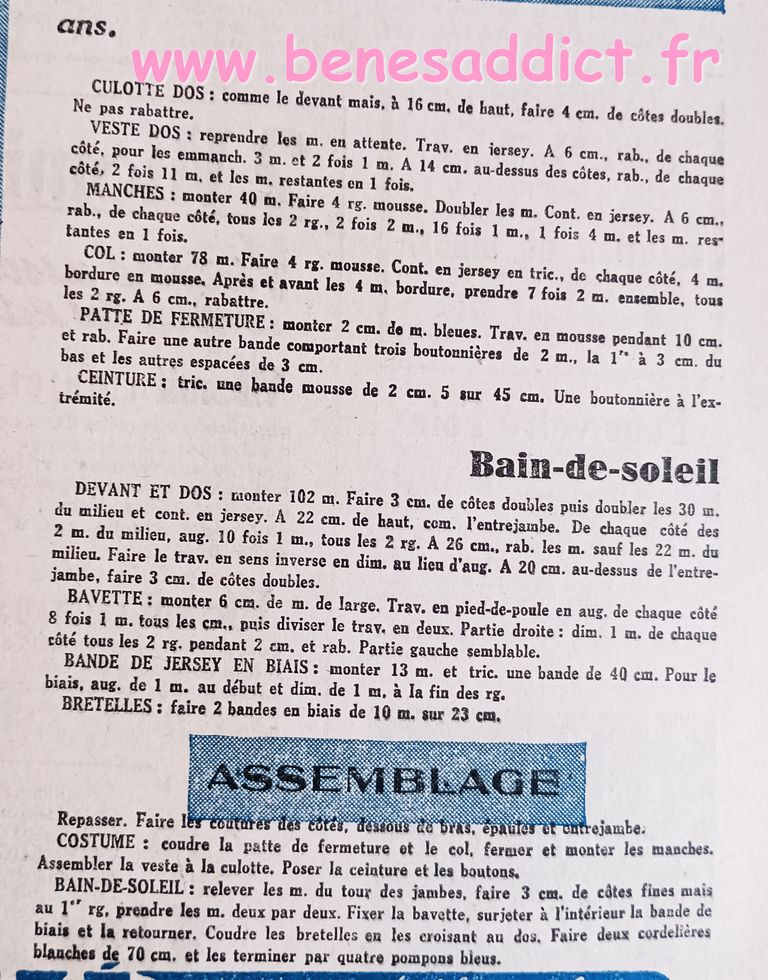 ans.
www.benesaddict.fr
CULOTTE DOS : comme le devant mais, à 16 cm. de haut, faire 4 cm. de côtes doubles.
Ne pas rabattre.
VESTE DOS : reprendre les m. en attente. Trav. en jersey. A 6 cm., rab., de chaque
côté, pour les emmanch. 3 m. et 2 fois 1 m. A 14 cm. au-dessus des côtes, rab., de chaque
côté, 2 fois 11 m. et les m. restantes en 1 fois.
MANCHES : monter 40 m. Faire 4 rg. mousse. Doubler les m. Cont. en jersey. A 6 cm.,
rab., de chaque côté, tous les 2 rg., 2 fois 2 m., 16 fois 1 m., 1 fois 4 m. et les m. res-
tantes en 1 fois.
COL : monter 78 m. Faire 4 rg. mousse. Cont. en jersey en tric., de chaque côté, 4 m.
bordure en mousse. Après et avant les 4 m. bordure, prendre 7 fois 2 m. ensemble, tous
les 2 rg. A 6 cm., rabattre.
PATTE DE FERMETURE : monter 2 cm. de m. bleues. Trav. en mousse pendant 10 cm.
et rab. Faire une autre bande comportant trois boutonnières de 2 m., la 1re à 3 cm. du
bas et les autres espacées de 3 cm.
CEINTURE : tric. une bande mousse de 2 cm. 5 sur 45 cm. Une boutonnière à l'ex-
trémité.
Bain-de-soleil
DEVANT ET DOS : monter 102 m. Faire 3 cm. de côtes doubles puis doubler les 30 m.
du milieu et cont. en jersey. A 22 cm. de haut, com. l'entrejambe. De chaque côté des
2 m. du milieu, aug. 10 fois 1 m., tous les 2 rg. A 26 cm., rab. les m. sauf les 22 m. du
milieu. Faire le trav. en sens inverse en dim. au lieu d'aug. A 20 cm. au-dessus de l'entre-
jambe, faire 3 cm. de côtes doubles.
BAVETTE : monter 6 cm. de m. de large. Trav. en pied-de-poule en aug. de chaque côté
8 fois 1 m. tous les cm., puis diviser le trav. en deux. Partie droite : dim. 1 m. de chaque
côté tous les 2 rg. pendant 2 cm. et rab. Partie gauche semblable.
BANDE DE JERSEY EN BIAIS : monter 13 m. et tric. une bande de 40 cm. Pour le
biais, aug. de 1 m. au début et dim. de 1 m. à la fin des rg.
BRETELLES : faire 2 bandes en biais de 10 m. sur 23 cm.
ASSEMBLAGE
Repasser. Faire les coutures des côtés, dessous de bras, épaules et entrejambe.
COSTUME : coudre la patte de fermeture et le col, fermer et monter les manches.
Assembler la veste à la culotte. Poser la ceinture et les boutons.
BAIN-DE-SOLEIL : relever les m. du tour des jambes, faire 3 cm. de côtes fines mais
au 1er rg, prendre les m. deux par deux. Fixer la bavette, surjeter à l'intérieur la bande de
biais et la retourner. Coudre les bretelles en les croisant au dos. Faire deux cordelières
blanches de 70 cm. et les terminer par quatre pompons bleus.